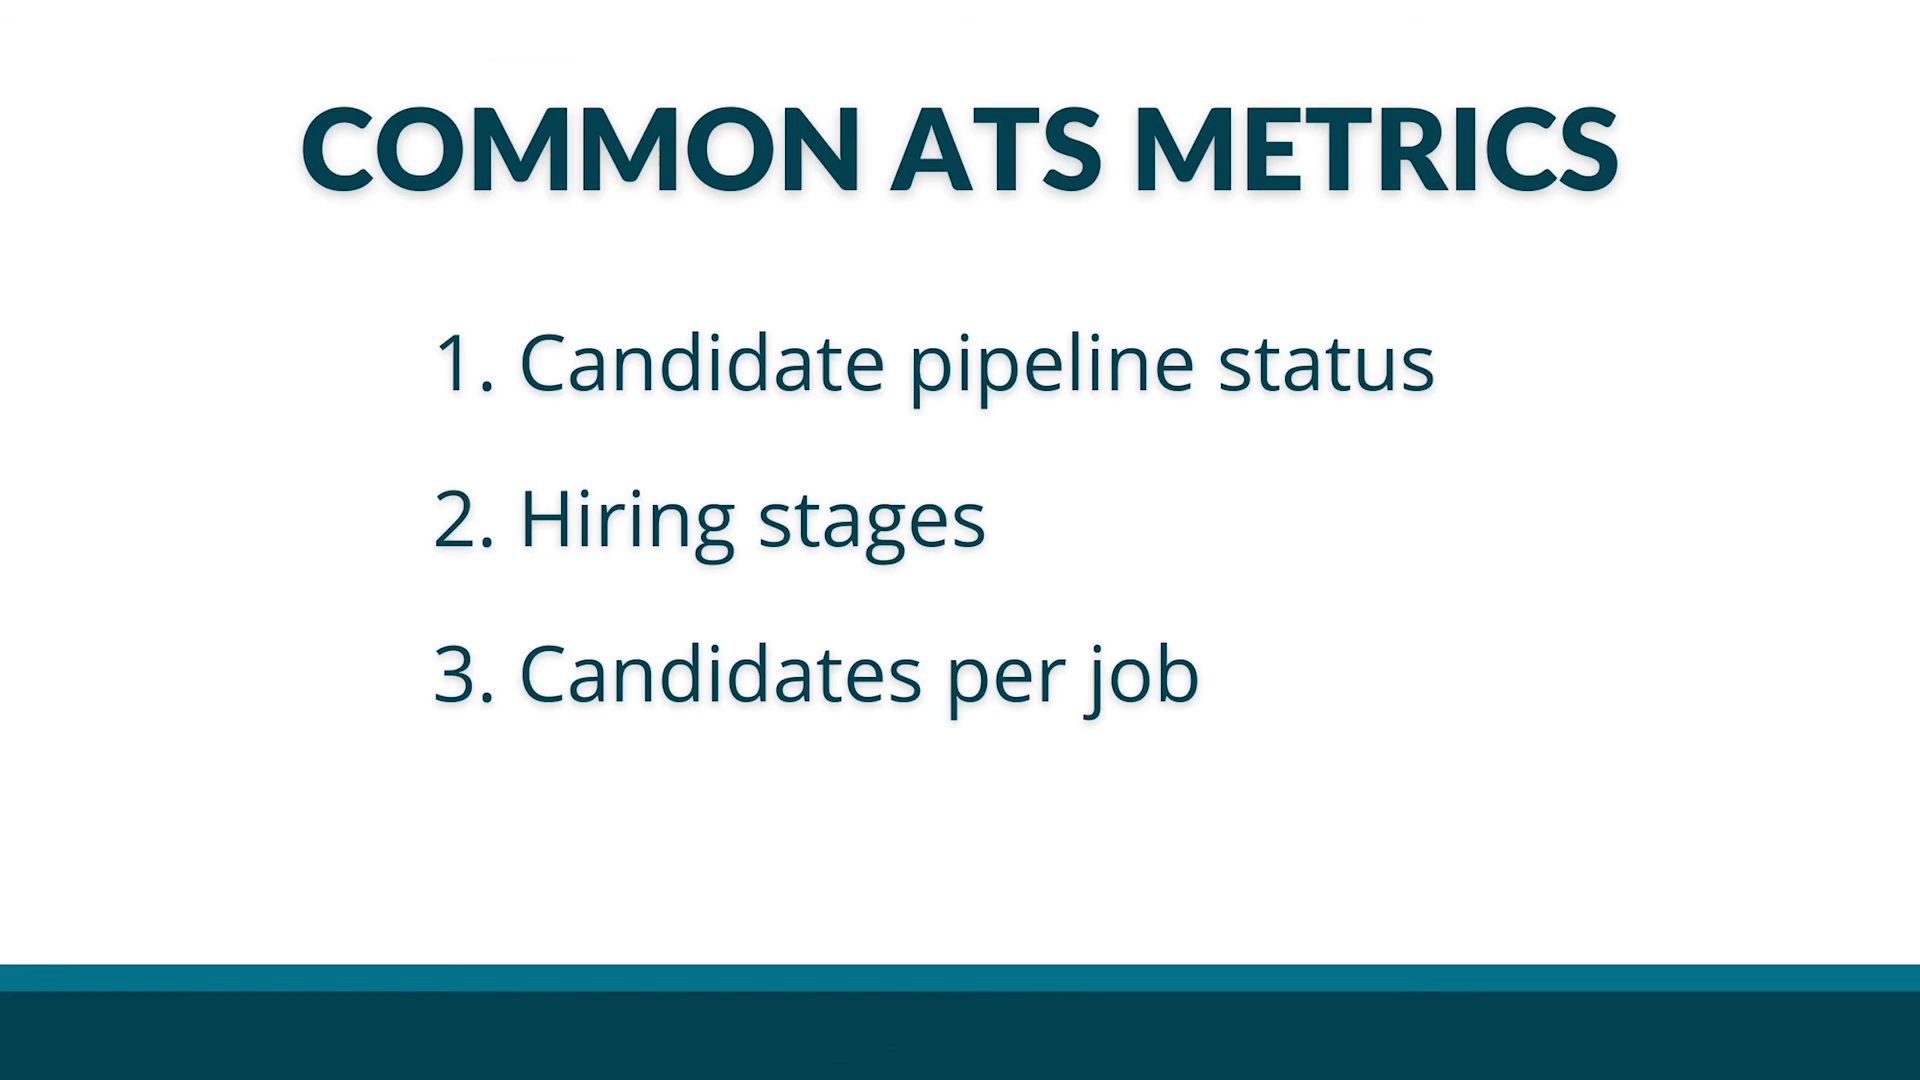 COMMON ATS METRICS
1. Candidate pipeline status
2. Hiring stages
3. Candidates per job